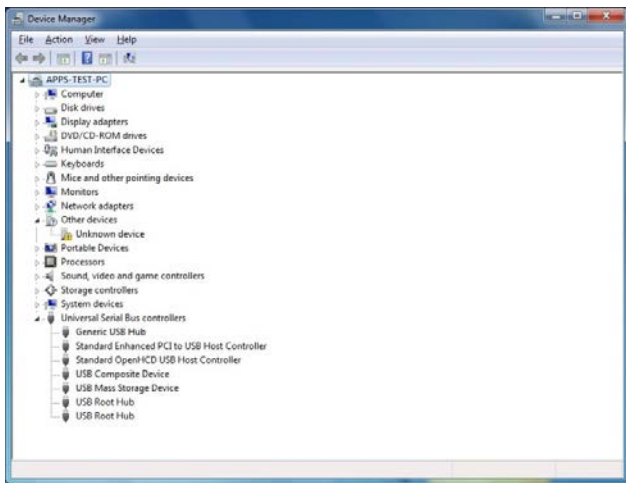 Device Manager
File Action View Help
APPS-TEST-PC
Computer
Disk drives
Display adapters
DVD/CD-ROM drives
Human Interface Devices
Keyboards
Mice and other pointing devices
Monitors
Network adapters
Other devices
Unknown device
Portable Devices
Processors
Sound, video and game controllers
Storage controllers
System devices
Universal Serial Bus controllers
Generic USB Hub
Standard Enhanced PCI to USB Host Controller
Standard OpenHCD USB Host Controller
USB Composite Device
USB Mass Storage Device
USB Root Hub
USB Root Hub